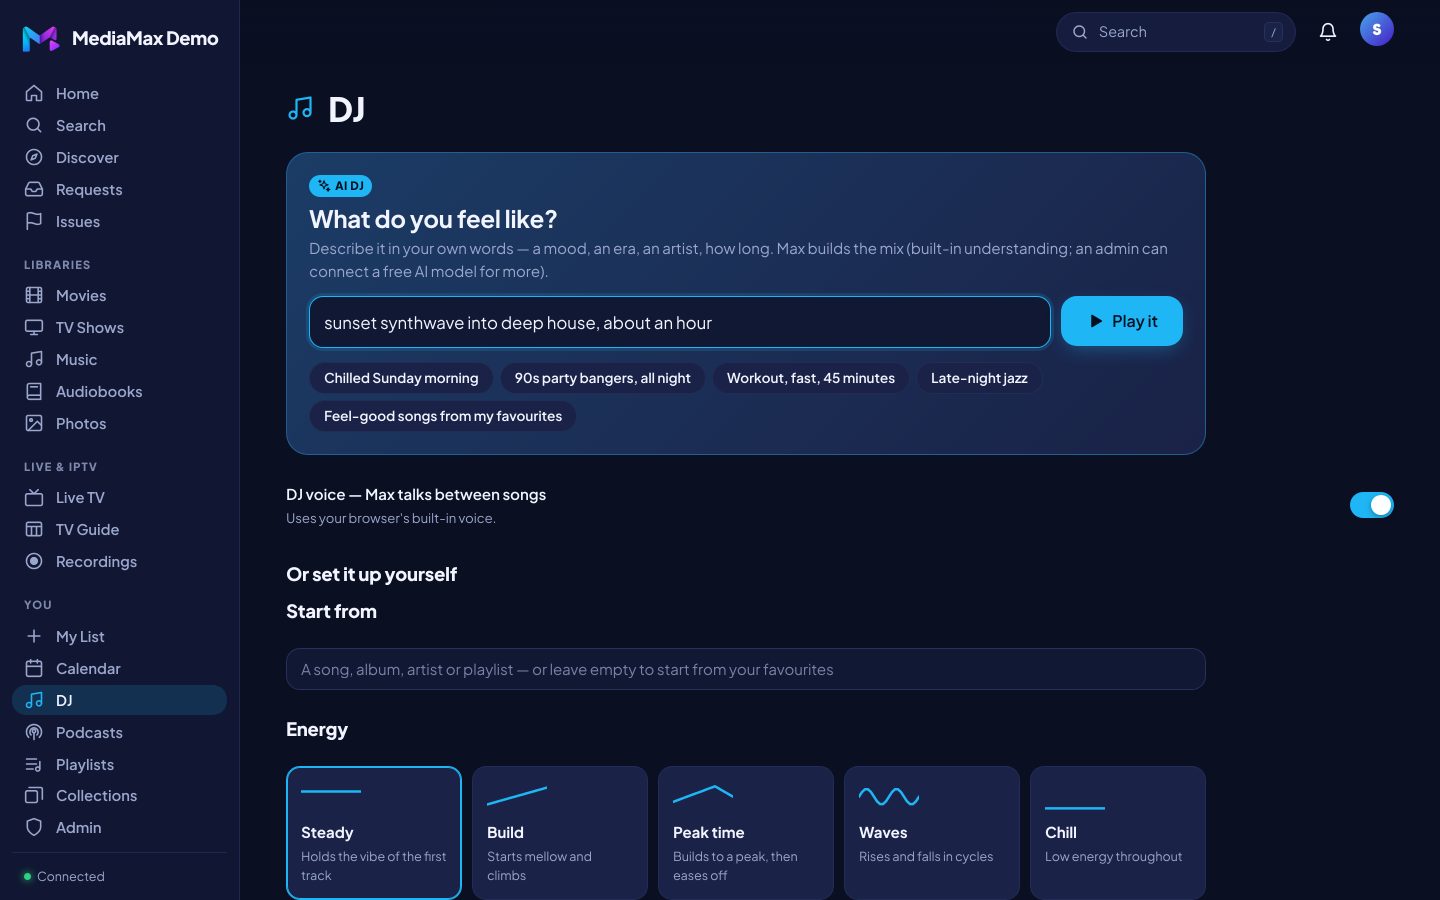 MediaMax Demo
Search
/
S
Home
Search
Discover
Requests
Issues
LIBRARIES
Movies
TV Shows
Music
Audiobooks
Photos
LIVE & IPTV
Live TV
TV Guide
Recordings
YOU
My List
Calendar
DJ
Podcasts
Playlists
Collections
Admin
Connected
DJ
AI DJ
What do you feel like?
Describe it in your own words — a mood, an era, an artist, how long. Max builds the mix (built-in understanding; an admin can
connect a free AI model for more).
sunset synthwave into deep house, about an hour
Play it
Chilled Sunday morning
90s party bangers, all night
Workout, fast, 45 minutes
Late-night jazz
Feel-good songs from my favourites
DJ voice — Max talks between songs
Uses your browser's built-in voice.
Or set it up yourself
Start from
A song, album, artist or playlist — or leave empty to start from your favourites
Energy
Steady
Holds the vibe of the first
track
Build
Starts mellow and
climbs
Peak time
Builds to a peak, then
eases off
Waves
Rises and falls in cycles
Chill
Low energy throughout